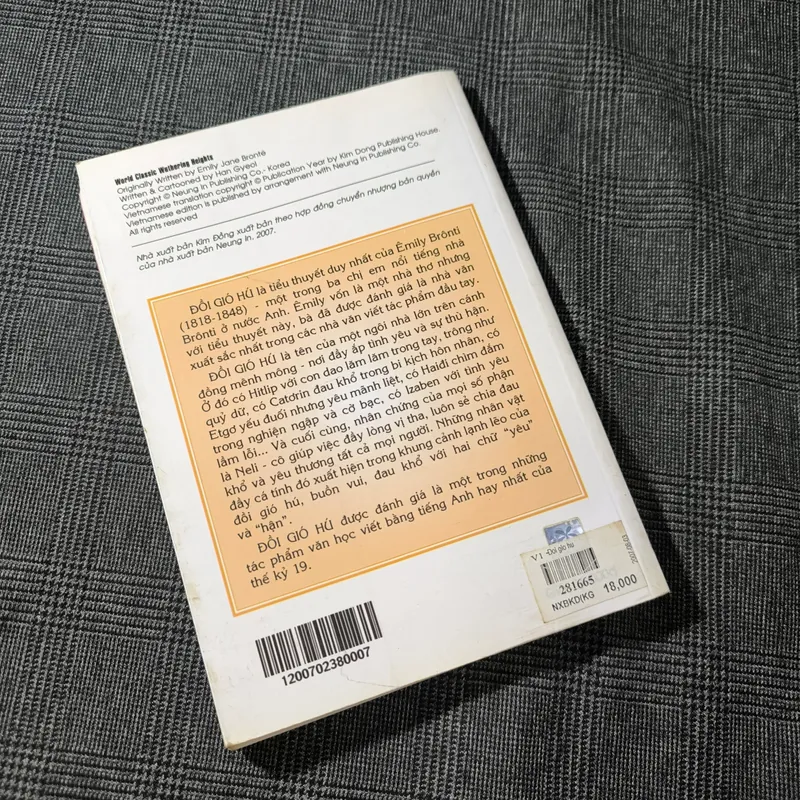 World Classic Wuthering Heights
Originally Written by Emily Jane Brontë
Written & Cartooned by Han Gyeol
Copyright © Neung In Publishing Co.- Korea
Vietnamese translation copyright © Publication Year by Kim Dong Publishing House.
Vietnamese edition is published by arrangement with Neung In Publishing Co.
All rights reserved
Nhà xuất bản Kim Đồng xuất bản theo hợp đồng chuyển nhượng bản quyền
của nhà xuất bản Neung In. 2007.
ĐỒI GIÓ HÚ là tiểu thuyết duy nhất của Êmily Brônti
(1818-1848) - một trong ba chị em nổi tiếng nhà
Brônti ở nước Anh. Êmily vốn là một nhà thơ nhưng
với tiểu thuyết này, bà đã được đánh giá là nhà văn
xuất sắc nhất trong các nhà văn viết tác phẩm đầu tay.
ĐỒI GIÓ HÚ là tên của một ngôi nhà lớn trên cánh
đồng mênh mông - nơi đầy ắp tình yêu và sự thù hận.
Ở đó có Hitlip với con dao lăm lăm trong tay, trông như
quỷ dữ, có Catơrin đau khổ trong bi kịch hôn nhân, có
Etgơ yếu đuối nhưng yêu mãnh liệt, có Haiđi chìm đắm
trong nghiện ngập và cờ bạc, có Izaben với tình yêu
lầm lỗi... Và cuối cùng, nhân chứng của mọi số phận
là Neli - cô giúp việc đầy lòng vị tha, luôn sẻ chia đau
khổ và yêu thương tất cả mọi người. Những nhân vật
đầy cá tính đó xuất hiện trong khung cảnh lạnh lẽo của
đồi gió hú, buồn vui, đau khổ với hai chữ "yêu"
và "hận".
ĐỒI GIÓ HÚ được đánh giá là một trong những
tác phẩm văn học viết bằng tiếng Anh hay nhất của
thế kỷ 19.
V1 -Doi gio hu
281665
NXBKD(KG 18,000
1200702380007